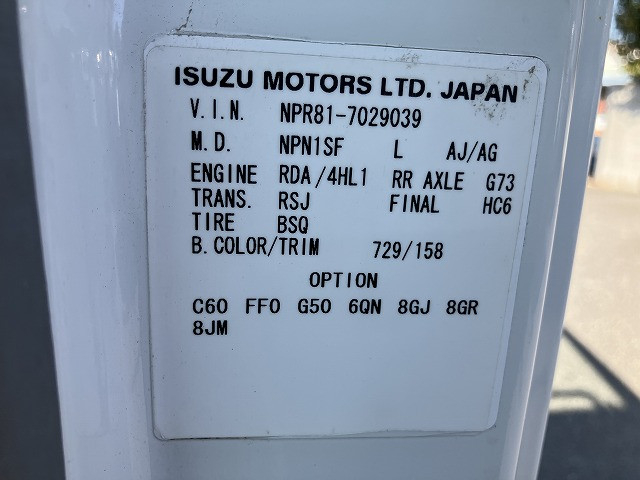 ISUZU MOTORS LTD. JAPAN
V.I.N. NPR81-7029039
M.D. NPN1SF L AJ/AG
ENGINE RDA/4HL1 RR AXLE G73
TRANS. RSJ FINAL HC6
TIRE BSQ
B.COLOR/TRIM 729/158
OPTION
C60 FF0 G50 6QN 8GJ 8GR
8JM